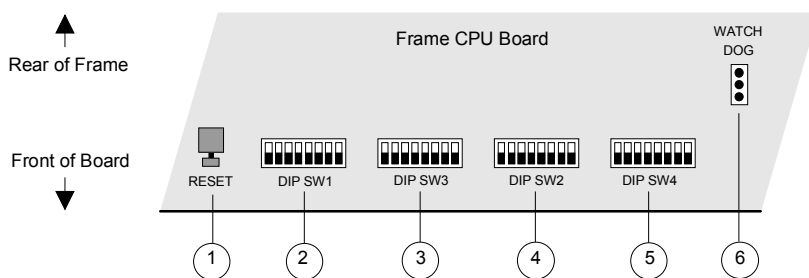 Frame CPU Board
WATCH
DOG
Rear of Frame
Front of Board
RESET
DIP SW1
DIP SW3
DIP SW2
DIP SW4
1
2
3
4
5
6